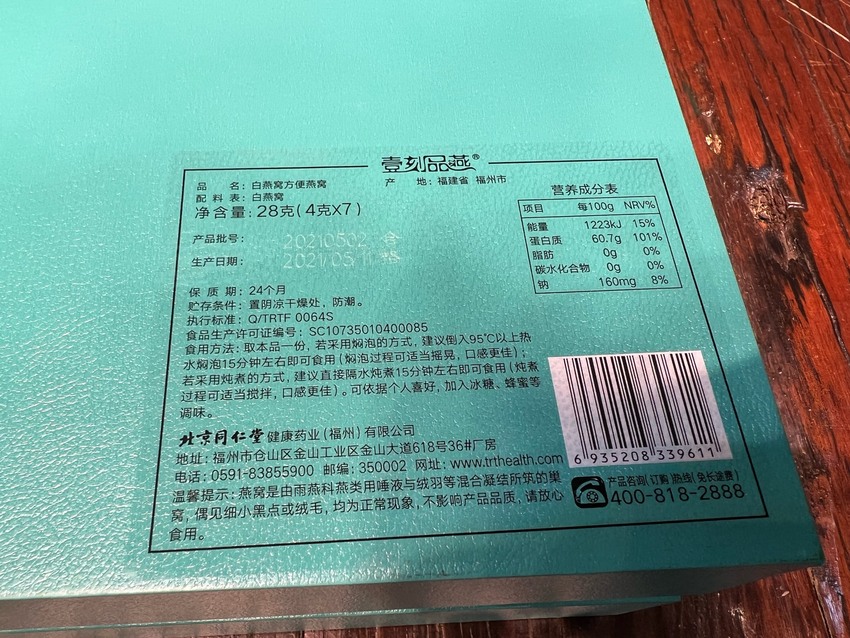 壹刻品燕®
品 名：白燕窝方便燕窝
产 地：福建省 福州市
配 料 表：白燕窝
净含量：28克(4克X7)
产品批号：
生产日期：
保 质 期：24个月
贮存条件：置阴凉干燥处，防潮。
执行标准：Q/TRTF 0064S
食品生产许可证编号：SC10735010400085
食用方法：取本品一份，若采用焖泡的方式，建议倒入95℃以上热
水焖泡15分钟左右即可食用（焖泡过程可适当摇晃，口感更佳）；
若采用炖煮的方式，建议直接隔水炖煮15分钟左右即可食用（炖煮
过程可适当搅拌，口感更佳）。可依据个人喜好，加入冰糖、蜂蜜等
调味。
营养成分表
项目 每100g NRV%
能量 1223kJ 15%
蛋白质 60.7g 101%
脂肪 0g 0%
碳水化合物 0g 0%
钠 160mg 8%
北京同仁堂健康药业（福州）有限公司
地址：福州市仓山区金山工业区金山大道618号36#厂房
电话：0591-83855900 邮编：350002 网址：www.trthealth.com
温馨提示：燕窝是由雨燕科燕类用唾液与绒羽等混合凝结所筑的巢
窝，偶见细小黑点或绒毛，均为正常现象，不影响产品品质，请放心
食用。
6 935208 339611
产品咨询（订购）热线（免长途费）
400-818-2888